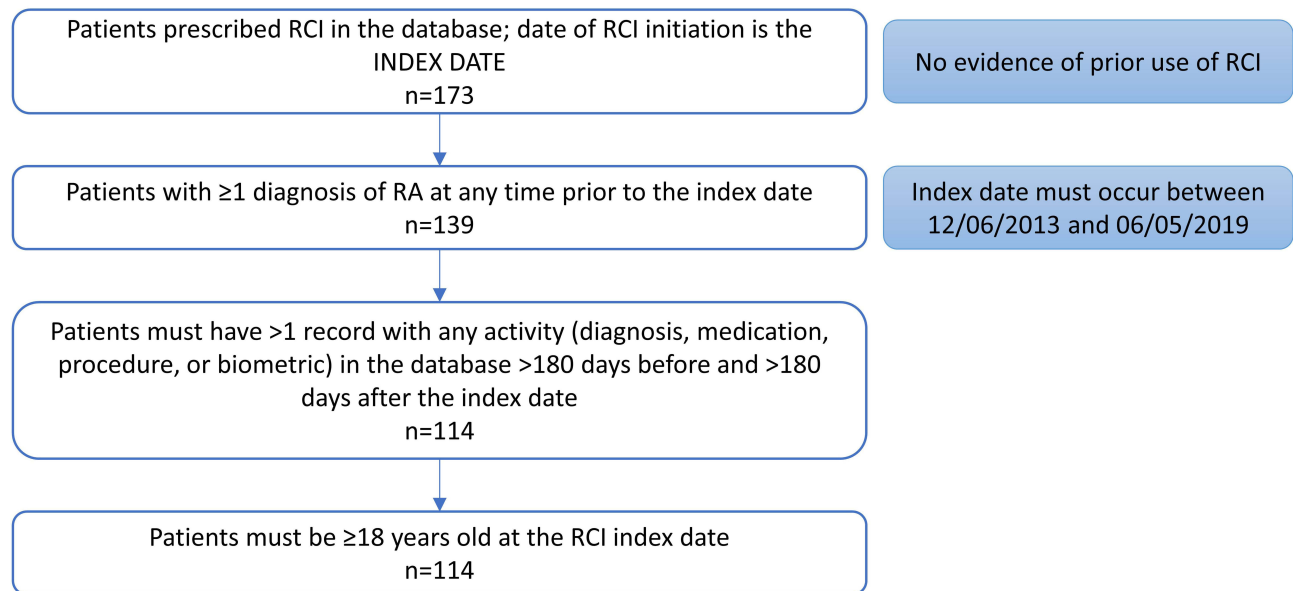 Patients prescribed RCI in the database; date of RCI initiation is the
INDEX DATE
n=173
No evidence of prior use of RCI
Patients with ≥1 diagnosis of RA at any time prior to the index date
n=139
Index date must occur between
12/06/2013 and 06/05/2019
Patients must have >1 record with any activity (diagnosis, medication,
procedure, or biometric) in the database >180 days before and >180
days after the index date
n=114
Patients must be ≥18 years old at the RCI index date
n=114